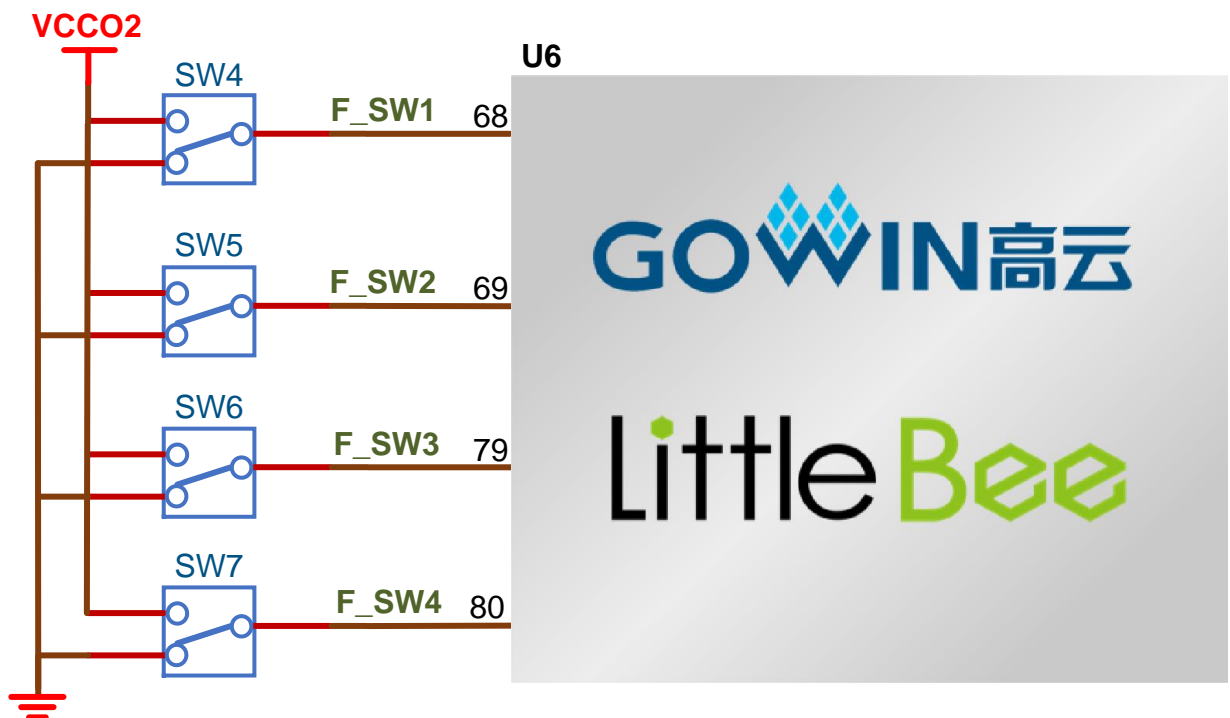 VCCO2
U6
SW4
F_SW1 68
SW5
F_SW2 69
GOWIN高云
SW6
F_SW3 79
LittleBee
SW7
F_SW4 80